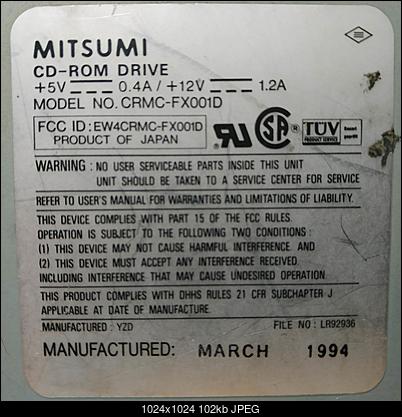 MITSUMI
CD-ROM DRIVE
+5V 0.4A / +12V 1.2A
MODEL NO. CRMC-FX001D
FCC ID : EW4CRMC-FX001D
PRODUCT OF JAPAN
SA
TÜV
WARNING : NO USER SERVICEABLE PARTS INSIDE THIS UNIT
UNIT SHOULD BE TAKEN TO A SERVICE CENTER FOR SERVICE
REFER TO USER'S MANUAL FOR WARRANTIES AND LIMITATIONS OF LIABILITY.
THIS DEVICE COMPLIES WITH PART 15 OF THE FCC RULES.
OPERATION IS SUBJECT TO THE FOLLOWING TWO CONDITIONS :
(1) THIS DEVICE MAY NOT CAUSE HARMFUL INTERFERENCE. AND
(2) THIS DEVICE MUST ACCEPT ANY INTERFERENCE RECEIVED.
INCLUDING INTERFERENCE THAT MAY CAUSE UNDESIRED OPERATION.
THIS PRODUCT COMPLIES WITH DHHS RULES 21 CFR SUBCHAPTER J
APPLICABLE AT DATE OF MANUFACTURE.
MANUFACTURED : YZD FILE NO : LR92936
MANUFACTURED: MARCH 1994
1024x1024 102kb JPEG